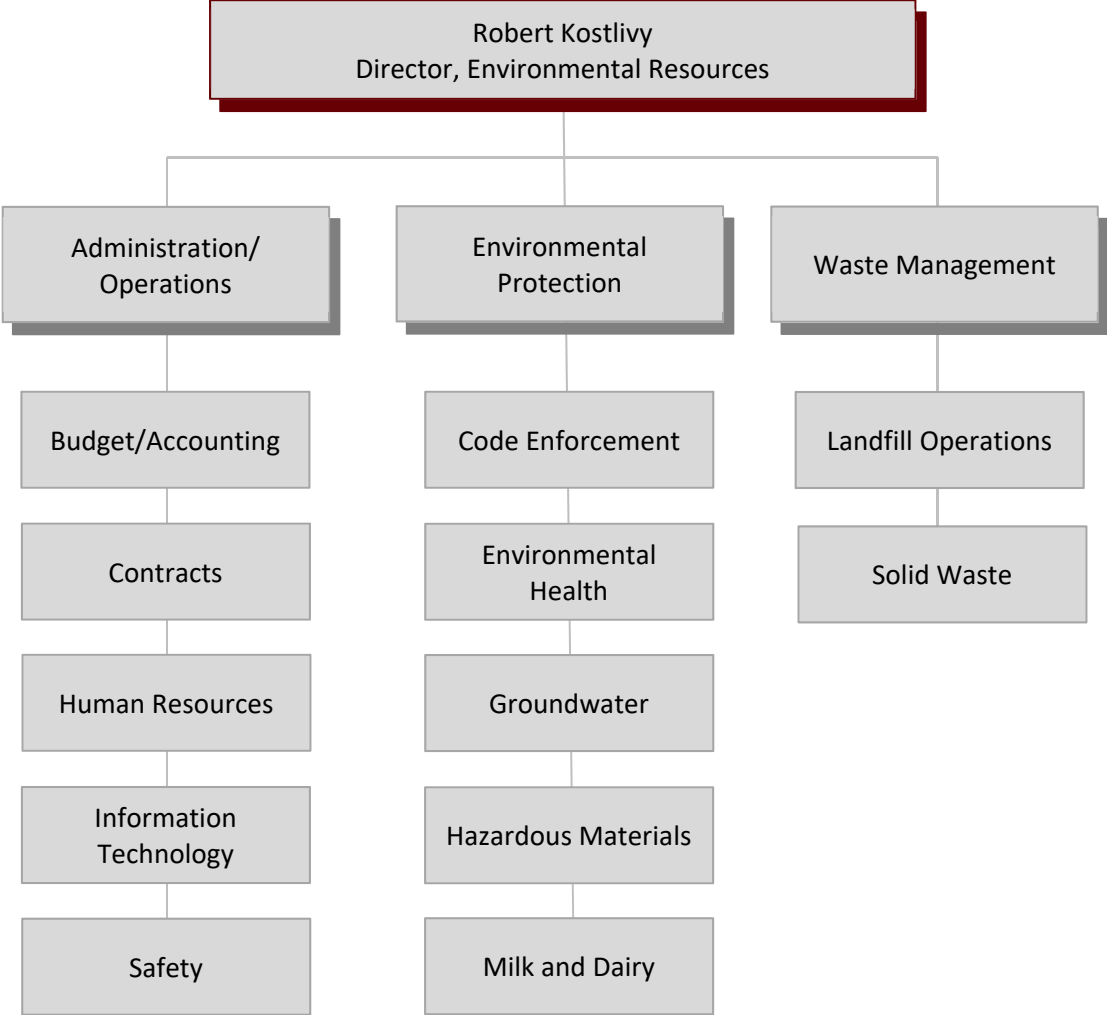 Robert Kostlivy
Director, Environmental Resources
Administration/
Operations
Environmental
Protection
Waste Management
Budget/Accounting
Code Enforcement
Landfill Operations
Contracts
Environmental
Health
Solid Waste
Human Resources
Groundwater
Information
Technology
Hazardous Materials
Safety
Milk and Dairy